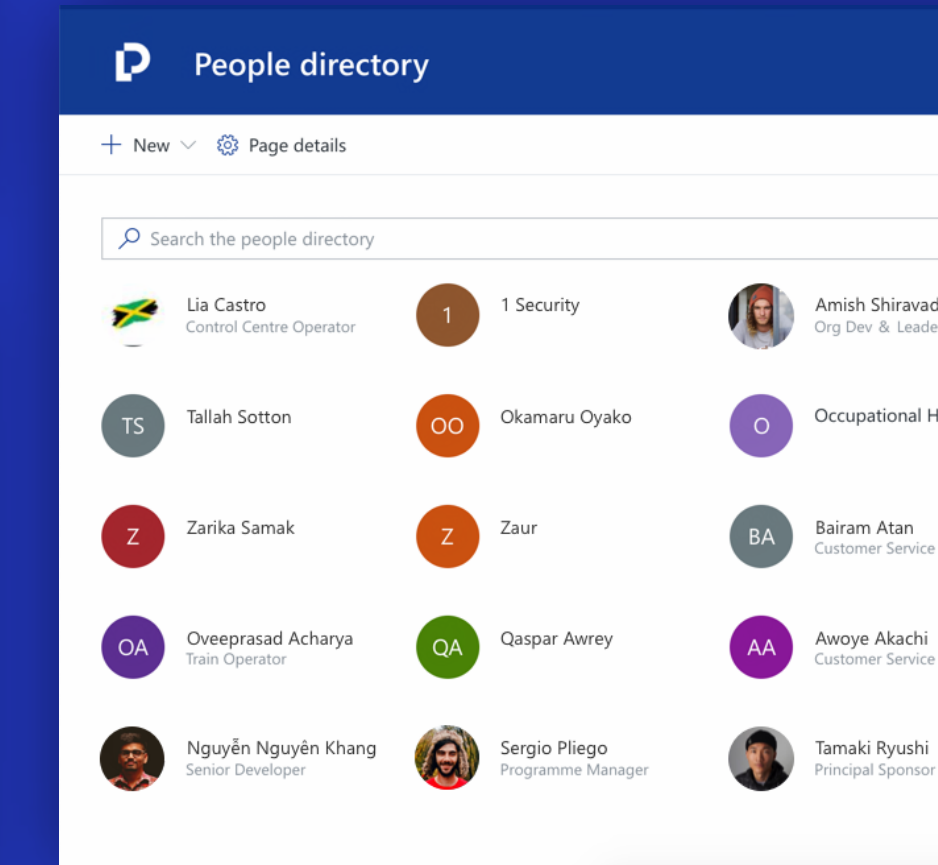 People directory
New
Page details
Search the people directory
Lia Castro
Control Centre Operator
1
1 Security
Amish Shiravad
Org Dev & Leade
TS
Tallah Sotton
OO
Okamaru Oyako
O
Occupational H
Z
Zarika Samak
Z
Zaur
BA
Bairam Atan
Customer Service
OA
Oveeprasad Acharya
Train Operator
QA
Qaspar Awrey
AA
Awoye Akachi
Customer Service
Nguyễn Nguyên Khang
Senior Developer
Sergio Pliego
Programme Manager
Tamaki Ryushi
Principal Sponsor